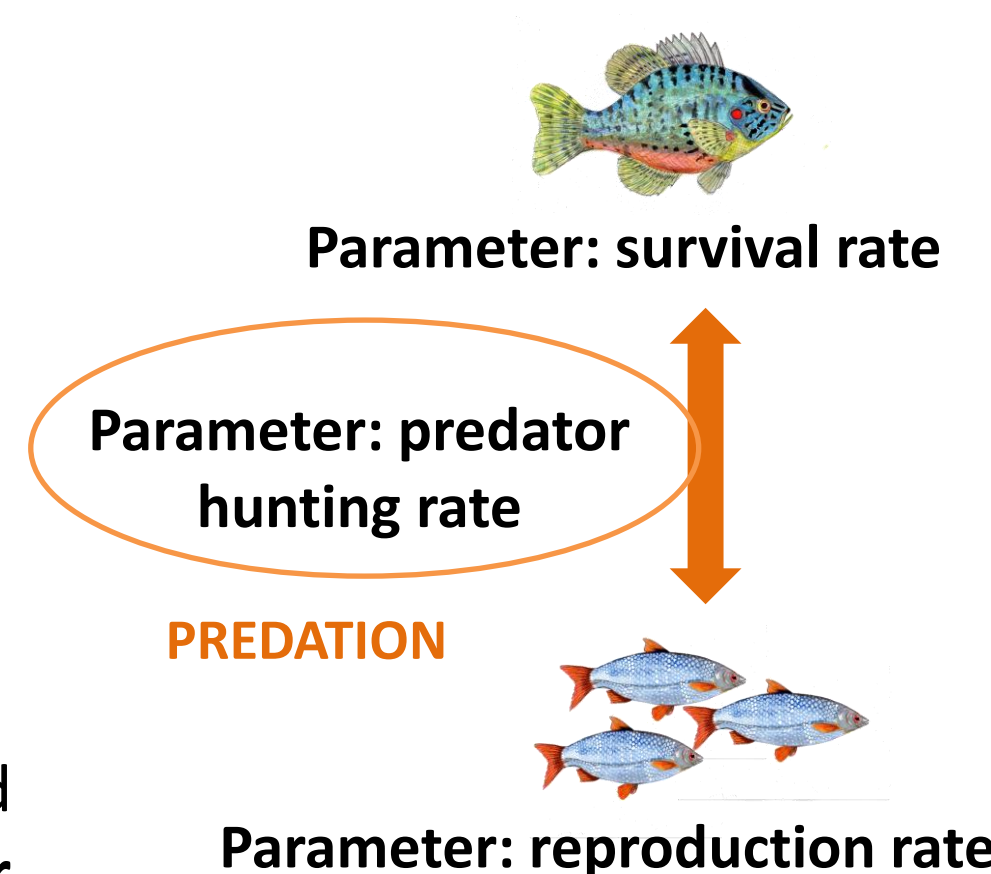 Parameter: survival rate
Parameter: predator
hunting rate
PREDATION
Parameter: reproduction rate